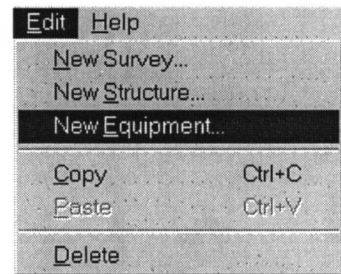 Edit Help
New Survey...
New Structure...
New Equipment...
Copy Ctrl+C
Paste Ctrl+V
Delete